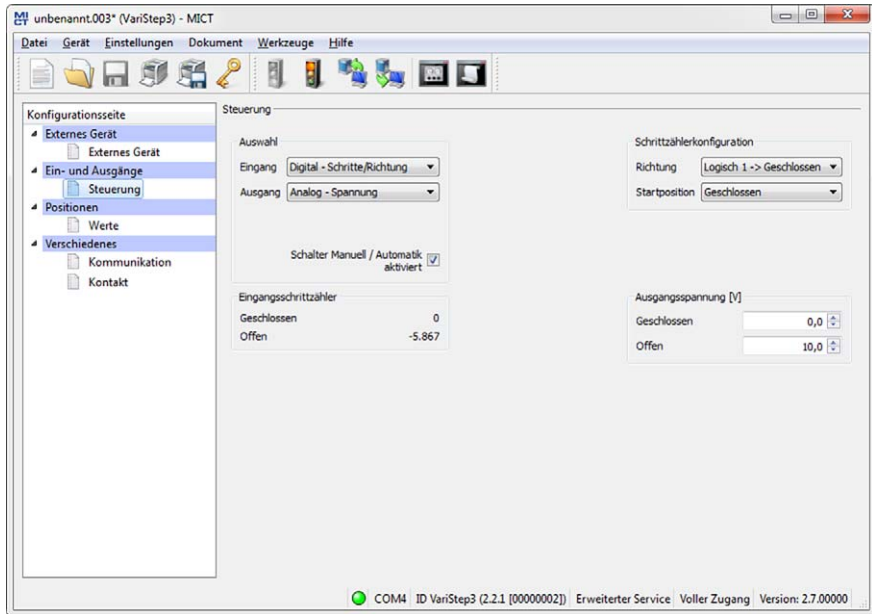 unbenannt.003* (VariStep3) - MICT
Datei Gerät Einstellungen Dokument Werkzeuge Hilfe
Konfigurationsseite
Externes Gerät
Externes Gerät
Ein- und Ausgänge
Steuerung
Positionen
Werte
Verschiedenes
Kommunikation
Kontakt
Steuerung
Auswahl
Eingang Digital - Schritte/Richtung
Ausgang Analog - Spannung
Schalter Manuell / Automatik
aktiviert
Schrittzählerkonfiguration
Richtung Logisch 1 -> Geschlossen
Startposition Geschlossen
Eingangsschrittzähler
Geschlossen 0
Offen -5.867
Ausgangsspannung [V]
Geschlossen 0,0
Offen 10,0
COM4 ID VariStep3 (2.2.1 [00000002]) Erweiterter Service Voller Zugang Version: 2.7.00000